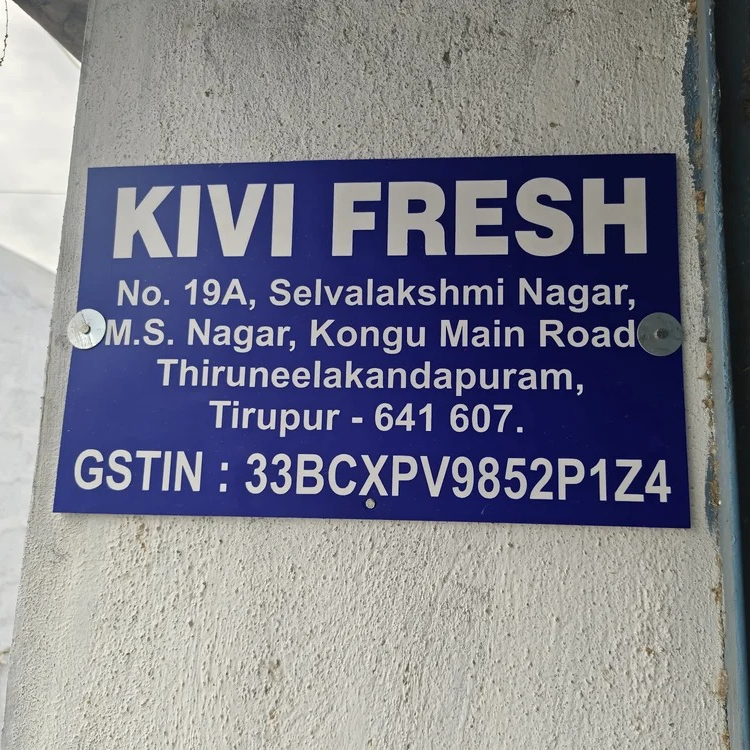 KIVI FRESH
No. 19A, Selvalakshmi Nagar,
M.S. Nagar, Kongu Main Road
Thiruneelakandapuram,
Tirupur - 641 607.
GSTIN : 33BCXPV9852P1Z4